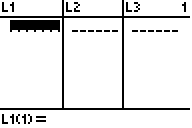 L1 L2 L3 1
------ ------ ------
L1(1)=